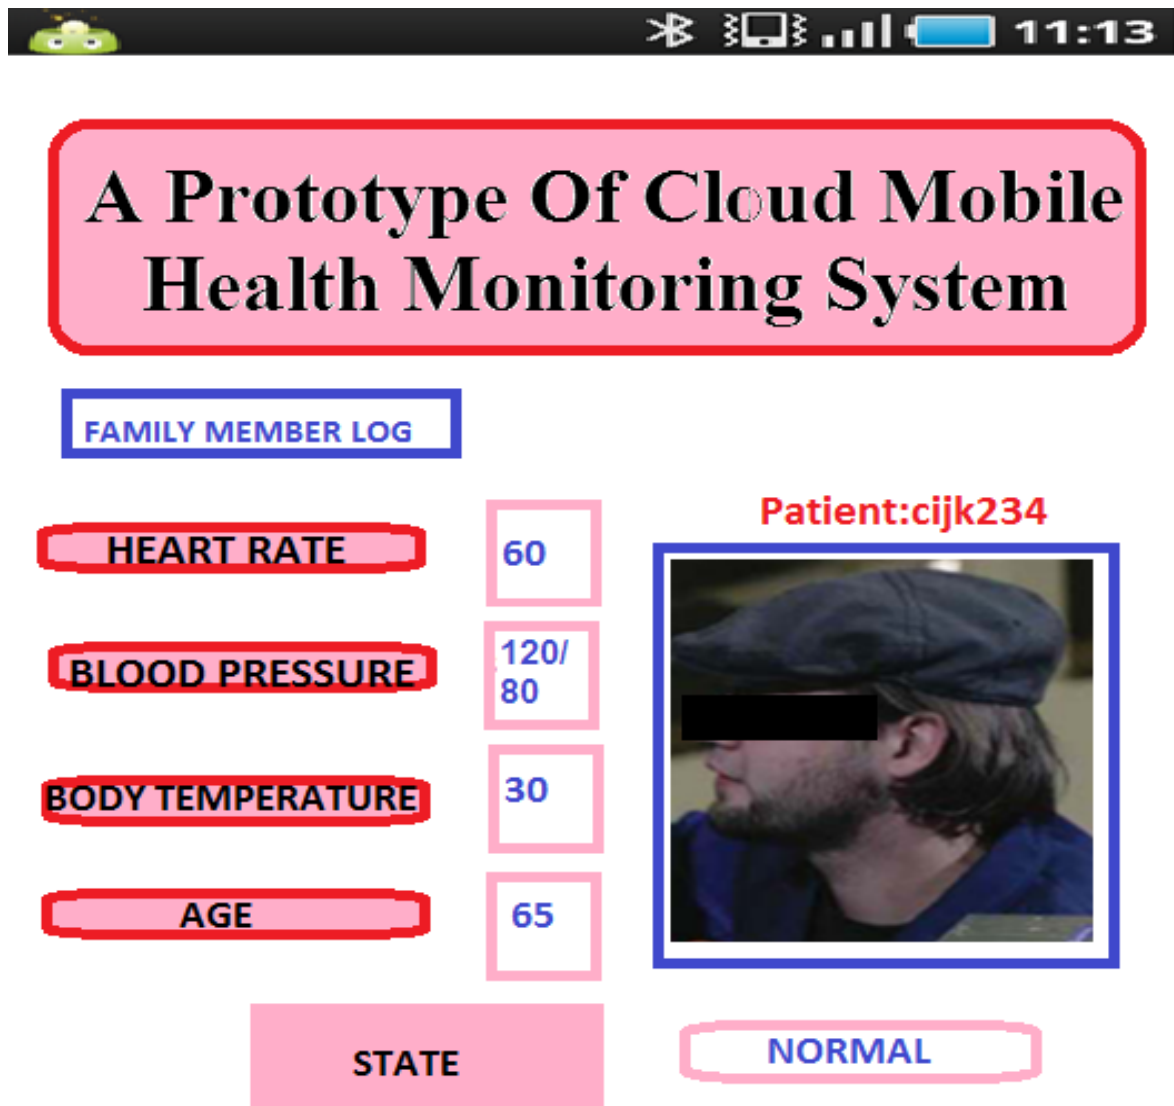 11:13
A Prototype Of Cloud Mobile
Health Monitoring System
FAMILY MEMBER LOG
Patient:cijk234
HEART RATE
60
BLOOD PRESSURE
120/
80
BODY TEMPERATURE
30
AGE
65
STATE
NORMAL